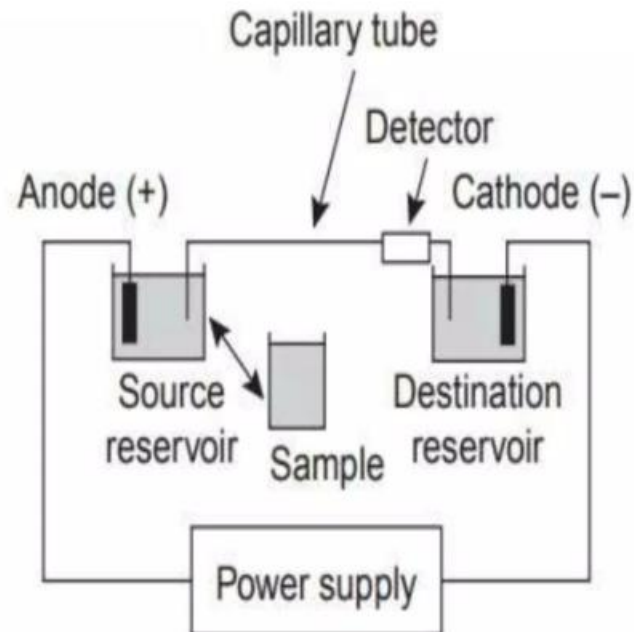 Capillary tube
Detector
Anode (+)
Cathode (–)
Source
reservoir
Sample
Destination
reservoir
Power supply